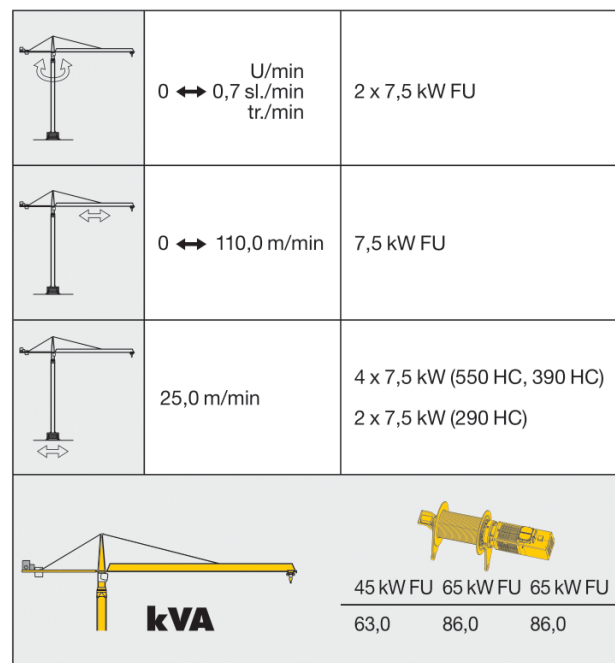 U/min
0 ↔ 0,7 sl./min
tr./min
2 x 7,5 kW FU
0 ↔ 110,0 m/min
7,5 kW FU
25,0 m/min
4 x 7,5 kW (550 HC, 390 HC)
2 x 7,5 kW (290 HC)
kVA
45 kW FU 65 kW FU 65 kW FU
63,0 86,0 86,0